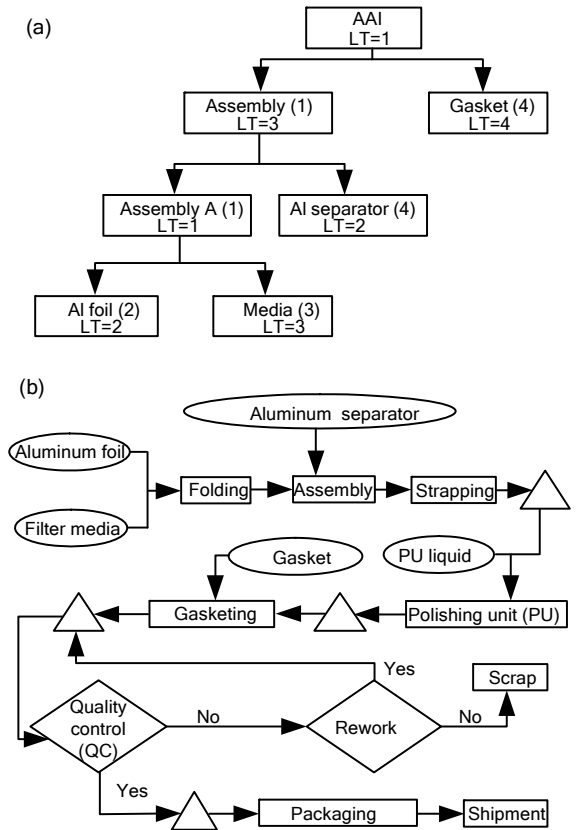 (a)
AAI
LT=1
Assembly (1)
LT=3
Gasket (4)
LT=4
Assembly A (1)
LT=1
Al separator (4)
LT=2
Al foil (2)
LT=2
Media (3)
LT=3
(b)
Aluminum separator
Aluminum foil
Folding
Assembly
Strapping
Filter media
Gasket
PU liquid
Gasketing
Polishing unit (PU)
Yes
Scrap
Quality
control
(QC)
No
Rework
No
Yes
Packaging
Shipment